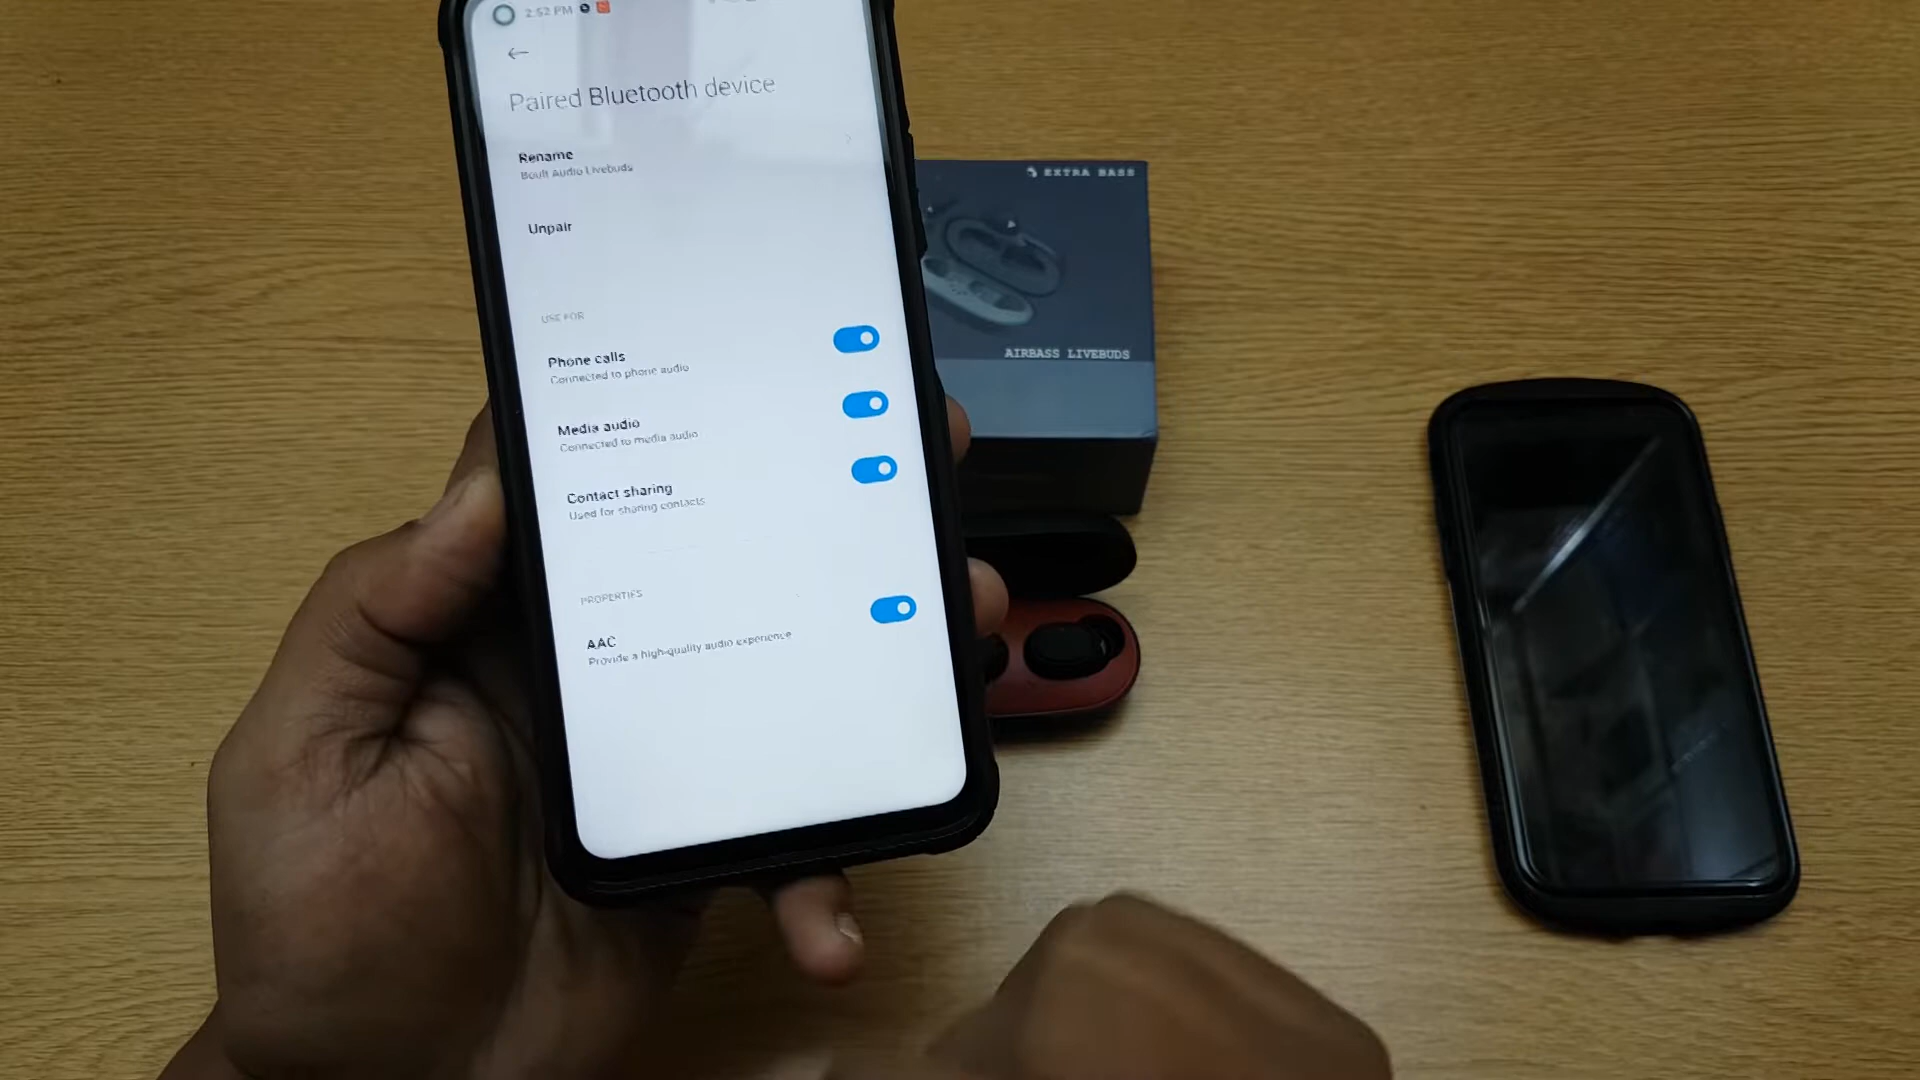 2:52 PM
Paired Bluetooth device
Rename
Boult Audio Livebuds
Unpair
USE FOR
Phone calls
Connected to phone audio
Media audio
Connected to media audio
Contact sharing
Used for sharing contacts
PROPERTIES
AAC
Provide a high-quality audio experience
EXTRA BASS
AIRBASS LIVEBUDS